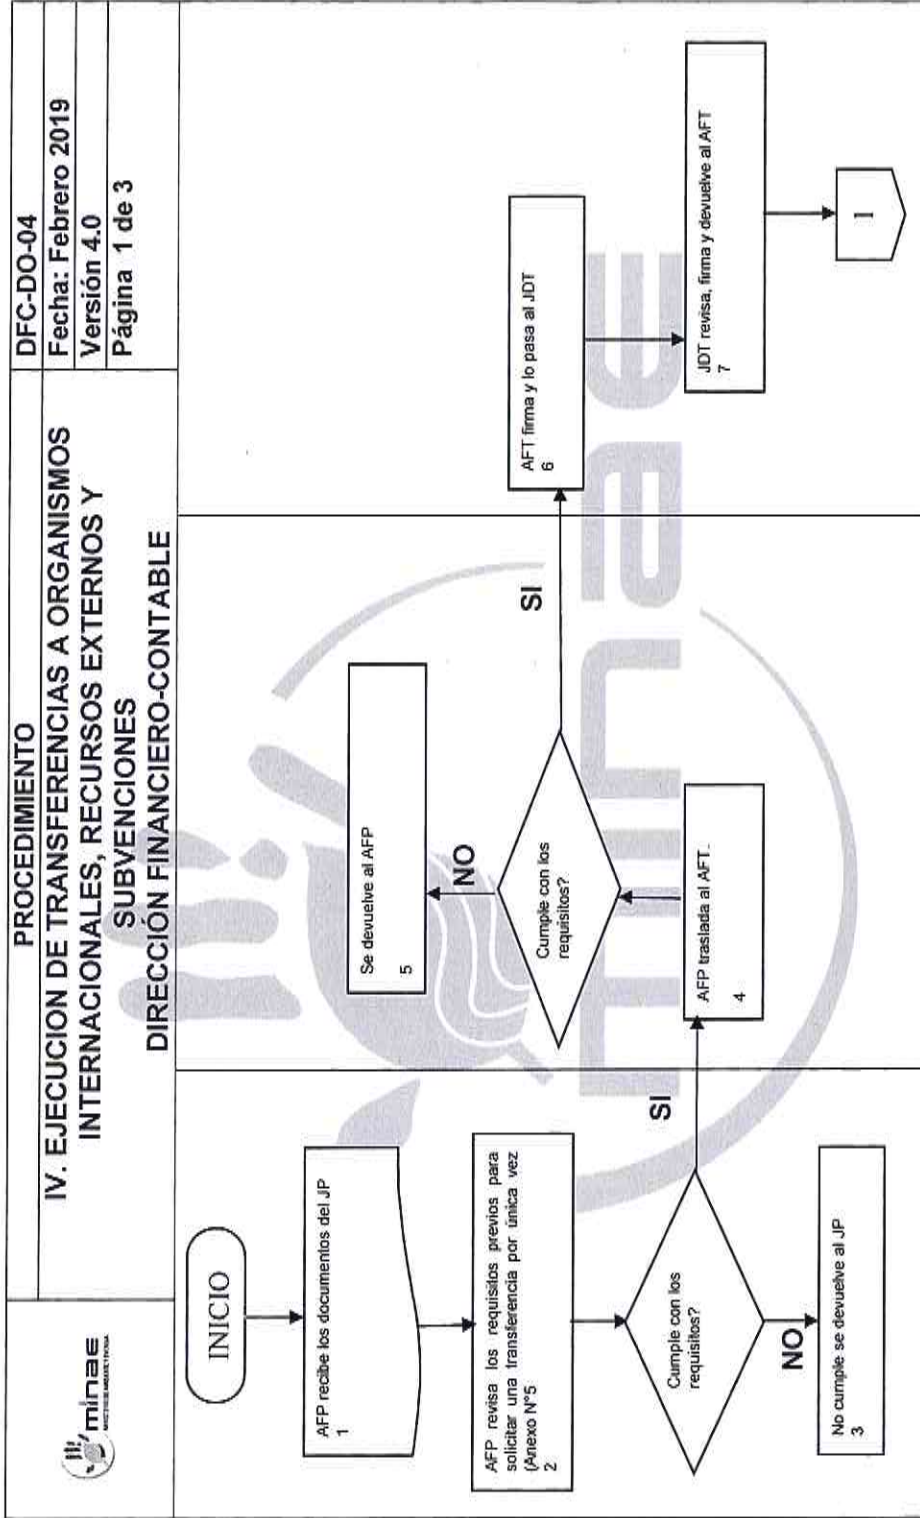 minae
PROCEDIMIENTO
IV. EJECUCION DE TRANSFERENCIAS A ORGANISMOS
INTERNACIONALES, RECURSOS EXTERNOS Y
SUBVENCIONES
DIRECCIÓN FINANCIERO-CONTABLE
DFC-DO-04
Fecha: Febrero 2019
Versión 4.0
Página 1 de 3
INICIO
AFP recibe los documentos del JP
1
AFP revisa los requisitos previos para
solicitar una transferencia por única vez
(Anexo N°5
2
Cumple con los
requisitos?
SI
NO
No cumple se devuelve al JP
3
AFP traslada al AFT.
4
Cumple con los
requisitos?
NO
Se devuelve al AFP
5
SI
AFT firma y lo pasa al JDT
6
JDT revisa, firma y devuelve al AFT
7
1
minae